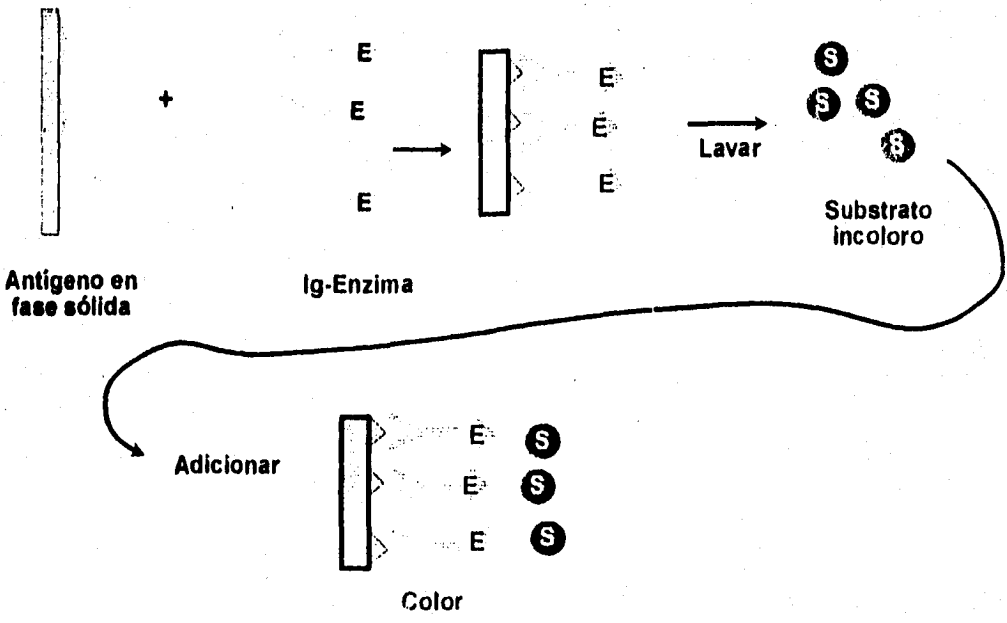 +
E
E
E
E
E
E
Lavar
S
S
S
S
Substrato
incoloro
Antígeno en
fase sólida
Ig-Enzima
Adicionar
E
S
E
S
E
S
Color